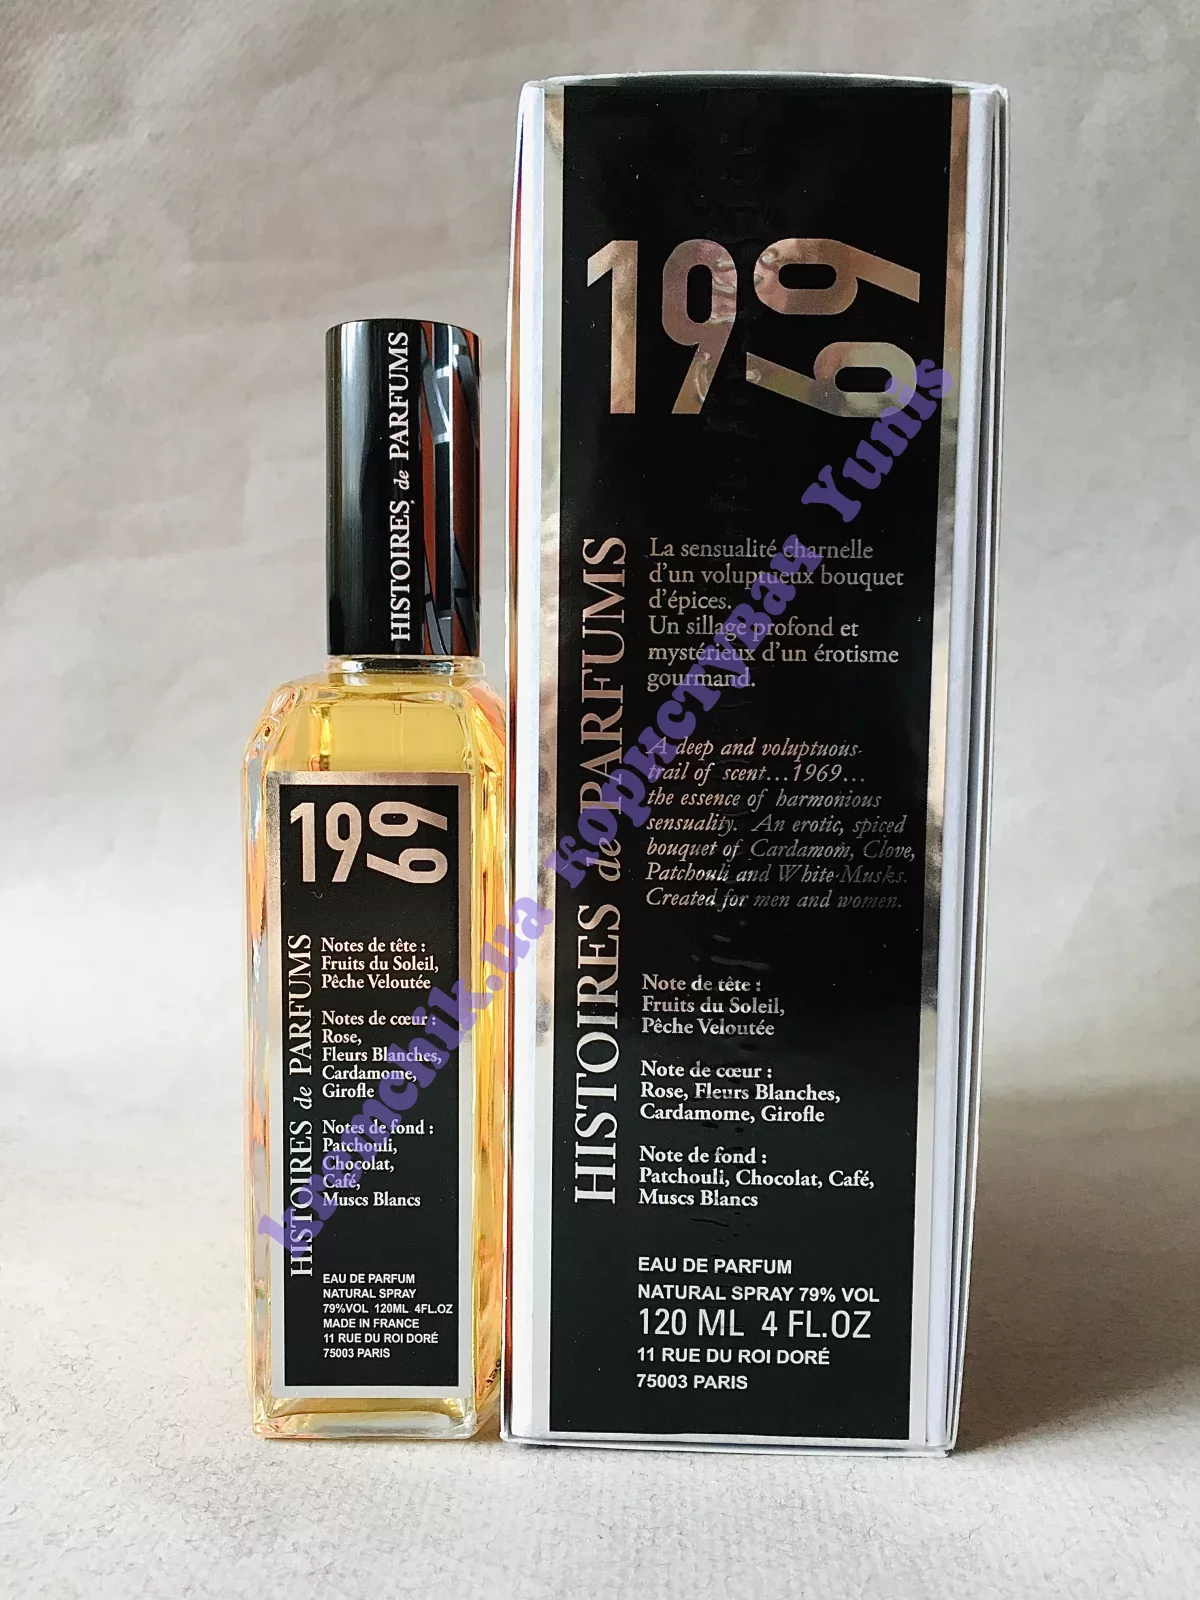 HISTOIRES de PARFUMS
1969
HISTOIRES de PARFUMS
Notes de tête :
Fruits du Soleil,
Pêche Veloutée
Notes de cœur :
Rose,
Fleurs Blanches,
Cardamome,
Girofle
Notes de fond :
Patchouli,
Chocolat,
Café,
Muscs Blancs
EAU DE PARFUM
NATURAL SPRAY
79%VOL 120ML 4FL.OZ
MADE IN FRANCE
11 RUE DU ROI DORÉ
75003 PARIS
1969
HISTOIRES de PARFUMS
La sensualité charnelle
d'un voluptueux bouquet
d'épices.
Un sillage profond et
mystérieux d'un érotisme
gourmand.
A deep and voluptuous
trail of scent...1969...
the essence of harmonious
sensuality. An erotic, spiced
bouquet of Cardamom, Clove,
Patchouli and White Musks.
Created for men and women.
Note de tête :
Fruits du Soleil,
Pêche Veloutée
Note de cœur :
Rose, Fleurs Blanches,
Cardamome, Girofle
Note de fond :
Patchouli, Chocolat, Café,
Muscs Blancs
EAU DE PARFUM
NATURAL SPRAY 79% VOL
120 ML 4 FL.OZ
11 RUE DU ROI DORÉ
75003 PARIS
kramchik.ua Користувач Yunis